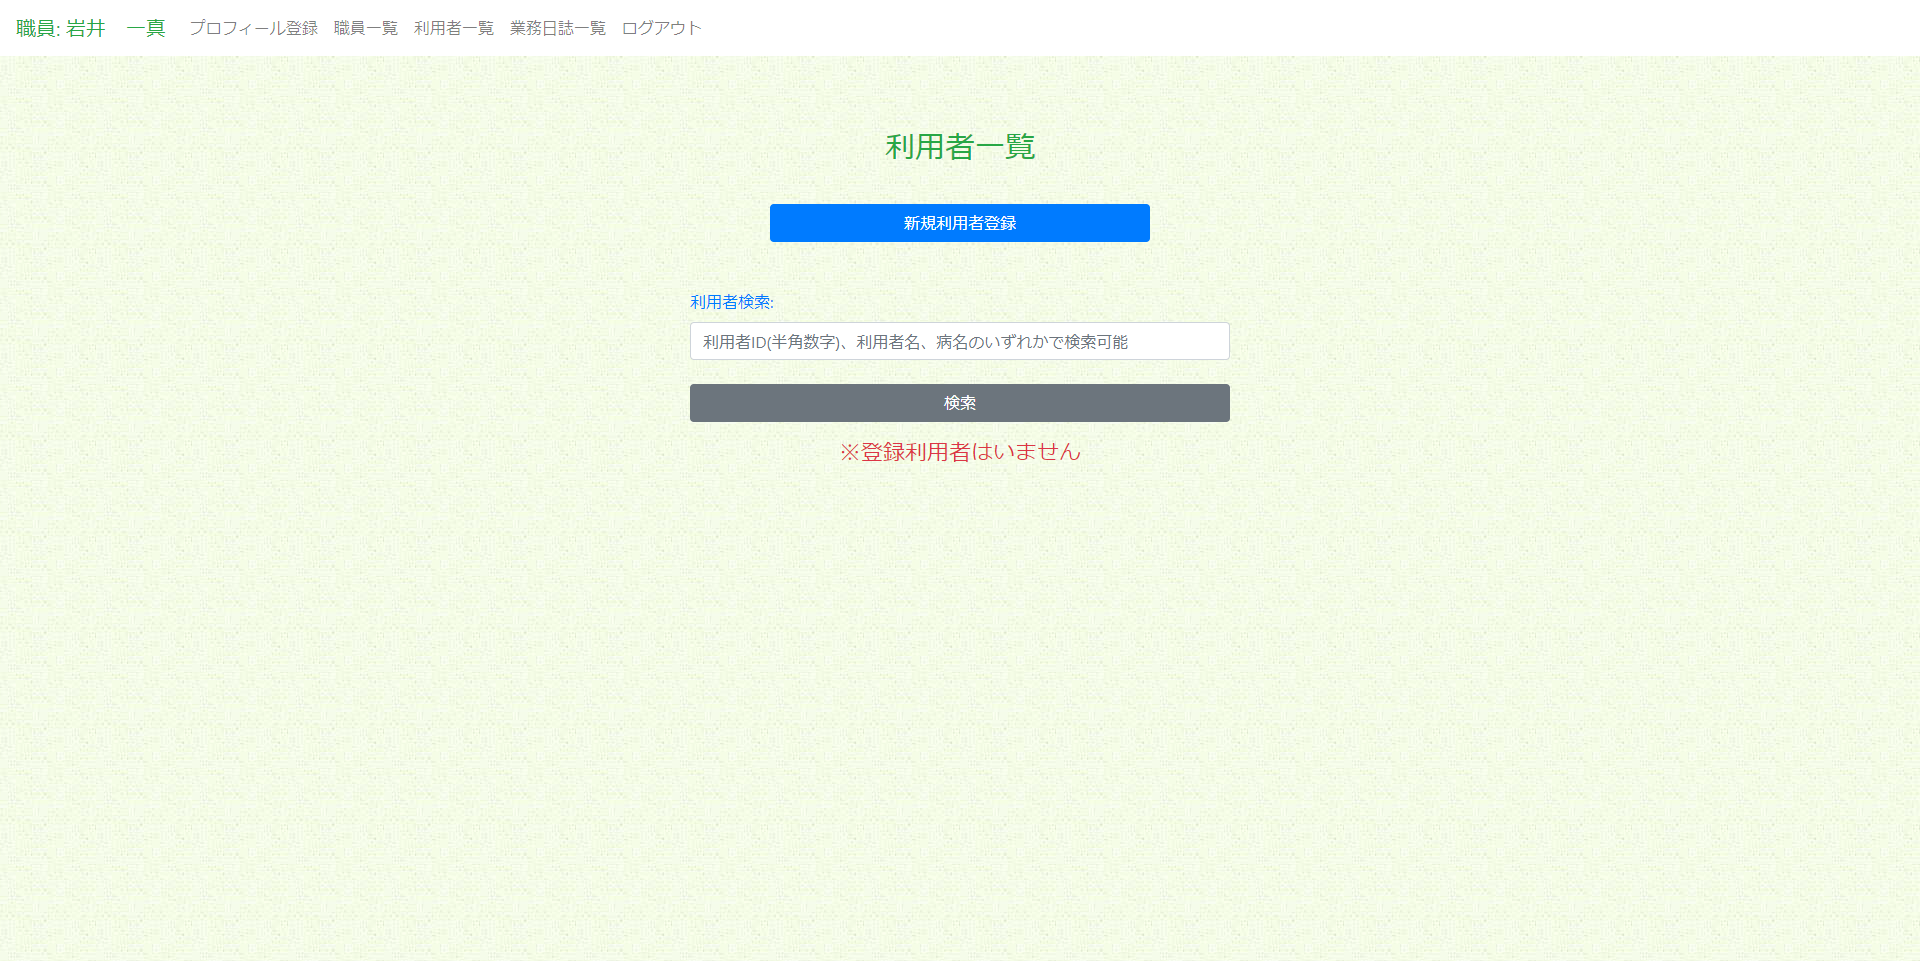 職員: 岩井　一真 プロフィール登録 職員一覧 利用者一覧 業務日誌一覧 ログアウト
利用者一覧
新規利用者登録
利用者検索:
利用者ID(半角数字)、利用者名、病名のいずれかで検索可能
検索
※登録利用者はいません